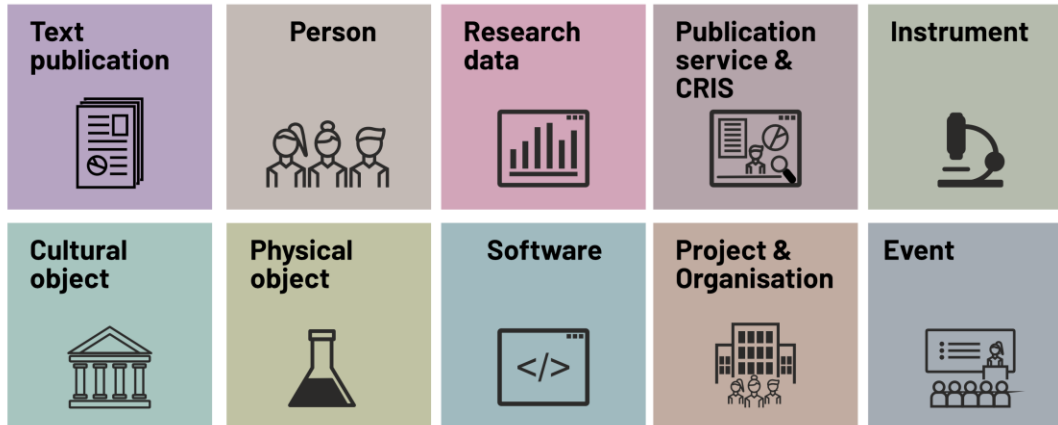 Text
publication
Person
Research
data
Publication
service &
CRIS
Instrument
Cultural
object
Physical
object
Software
</>
Project &
Organisation
Event